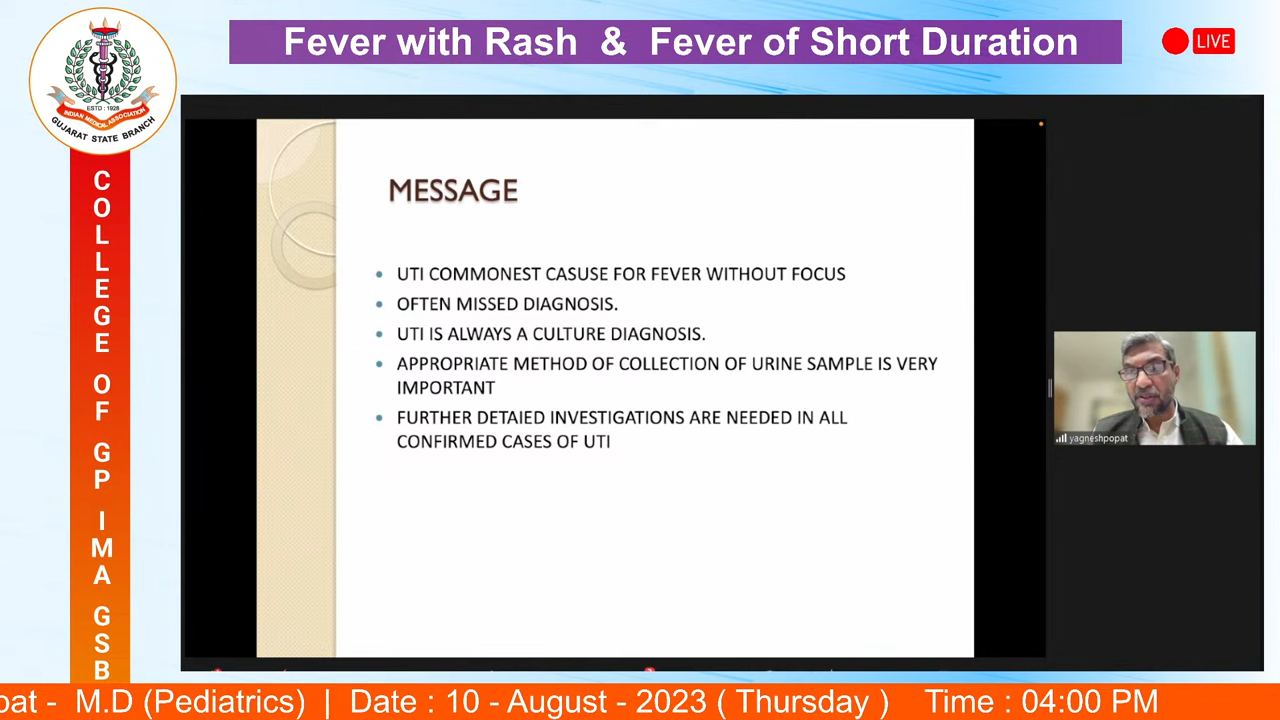 Fever with Rash & Fever of Short Duration
LIVE
ESTD : 1928
INDIAN MEDICAL ASSOCIATION
GUJARAT STATE BRANCH
COLLEGE OF GP IMA GSB
MESSAGE
UTI COMMONEST CASUSE FOR FEVER WITHOUT FOCUS
OFTEN MISSED DIAGNOSIS.
UTI IS ALWAYS A CULTURE DIAGNOSIS.
APPROPRIATE METHOD OF COLLECTION OF URINE SAMPLE IS VERY
IMPORTANT
FURTHER DETAIED INVESTIGATIONS ARE NEEDED IN ALL
CONFIRMED CASES OF UTI
yagneshpopat
pat - M.D (Pediatrics) | Date : 10 - August - 2023 ( Thursday ) Time : 04:00 PM